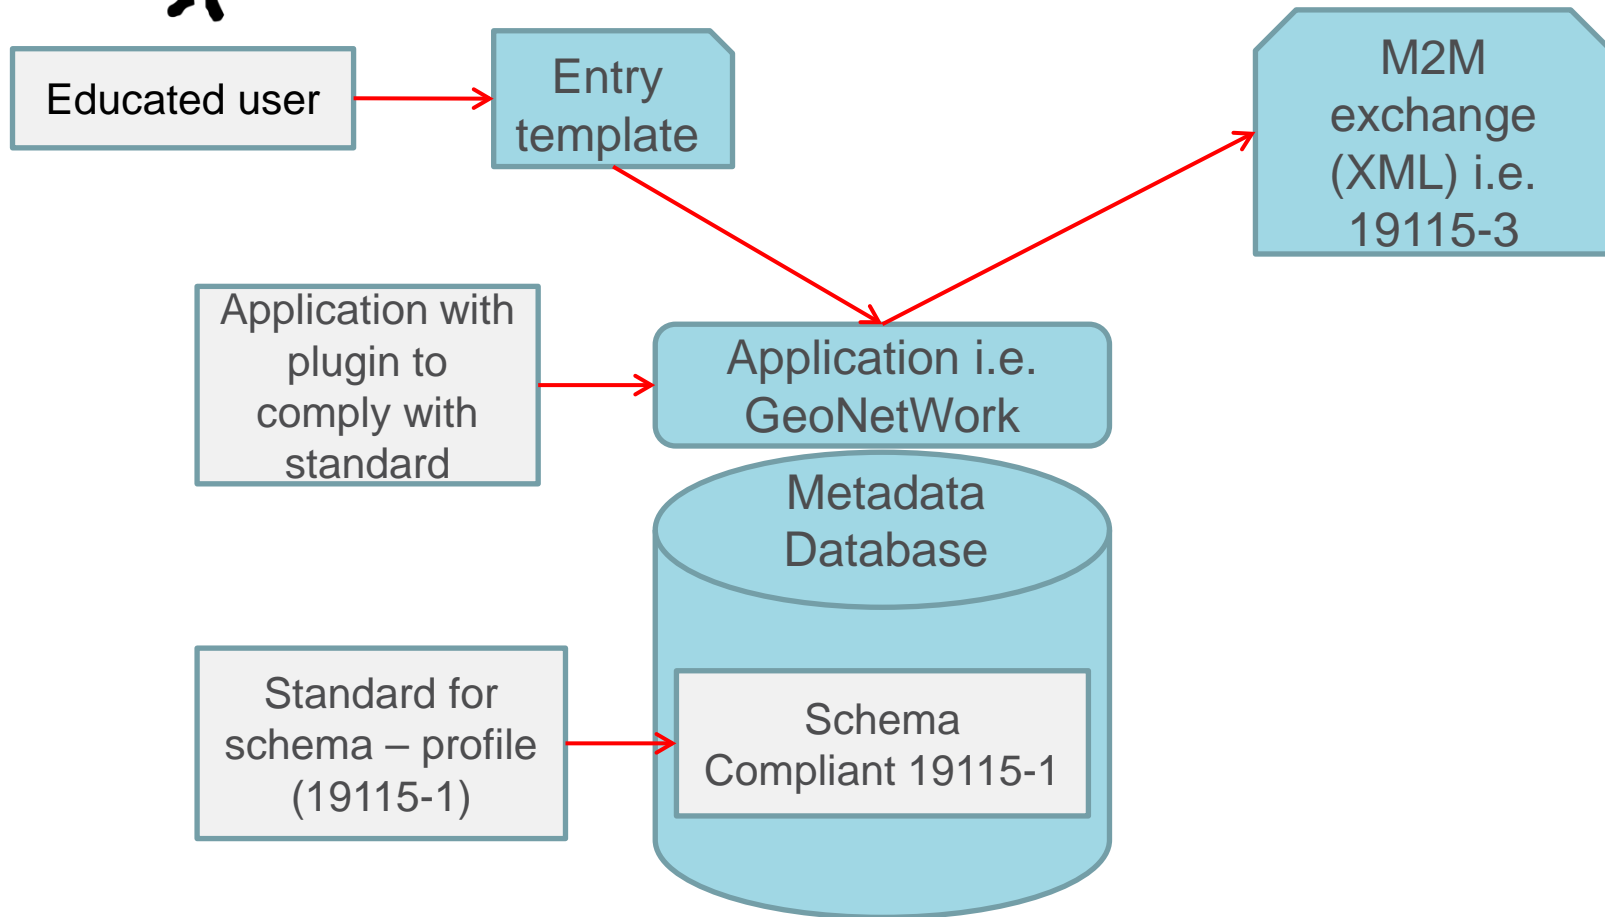 Educated user
Entry
template
M2M
exchange
(XML) i.e.
19115-3
Application with
plugin to
comply with
standard
Application i.e.
GeoNetWork
Metadata
Database
Standard for
schema – profile
(19115-1)
Schema
Compliant 19115-1